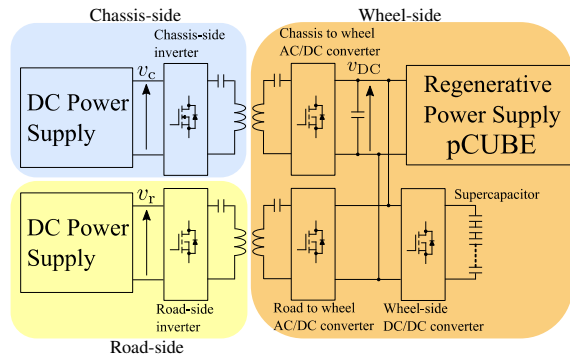 Chassis-side
Wheel-side
Chassis-side
inverter
Chassis to wheel
AC/DC converter
DC Power
Supply
v_c
v_DC
Regenerative
Power Supply
pCUBE
DC Power
Supply
v_r
Supercapacitor
Road-side
inverter
Road to wheel
AC/DC converter
Wheel-side
DC/DC converter
Road-side